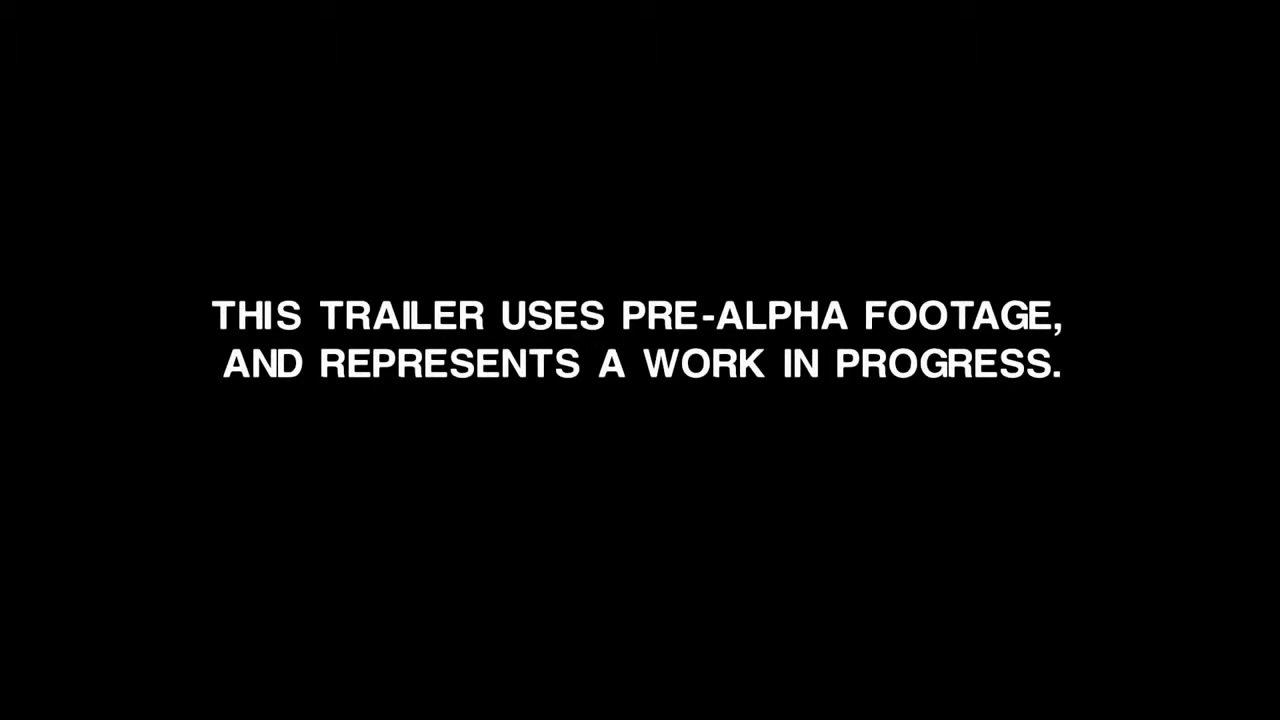 THIS TRAILER USES PRE-ALPHA FOOTAGE,
AND REPRESENTS A WORK IN PROGRESS.